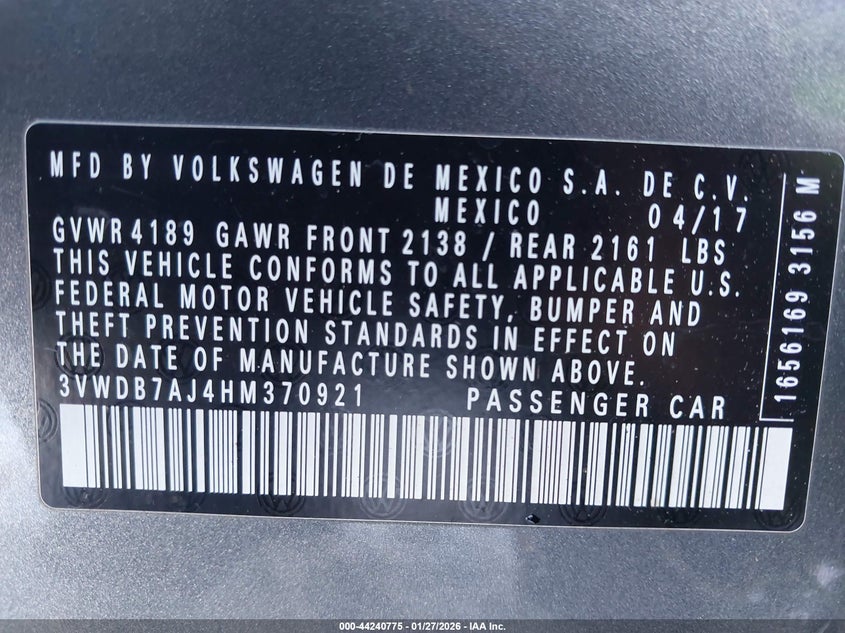 MFD BY VOLKSWAGEN DE MEXICO S.A. DE C.V.
MEXICO 04/17
GVWR 4189 GAWR FRONT 2138 / REAR 2161 LBS
THIS VEHICLE CONFORMS TO ALL APPLICABLE U.S.
FEDERAL MOTOR VEHICLE SAFETY, BUMPER AND
THEFT PREVENTION STANDARDS IN EFFECT ON
THE DATE OF MANUFACTURE SHOWN ABOVE.
3VWDB7AJ4HM370921 PASSENGER CAR
1656169 3156 M
000-44240775 - 01/27/2026 - IAA Inc.